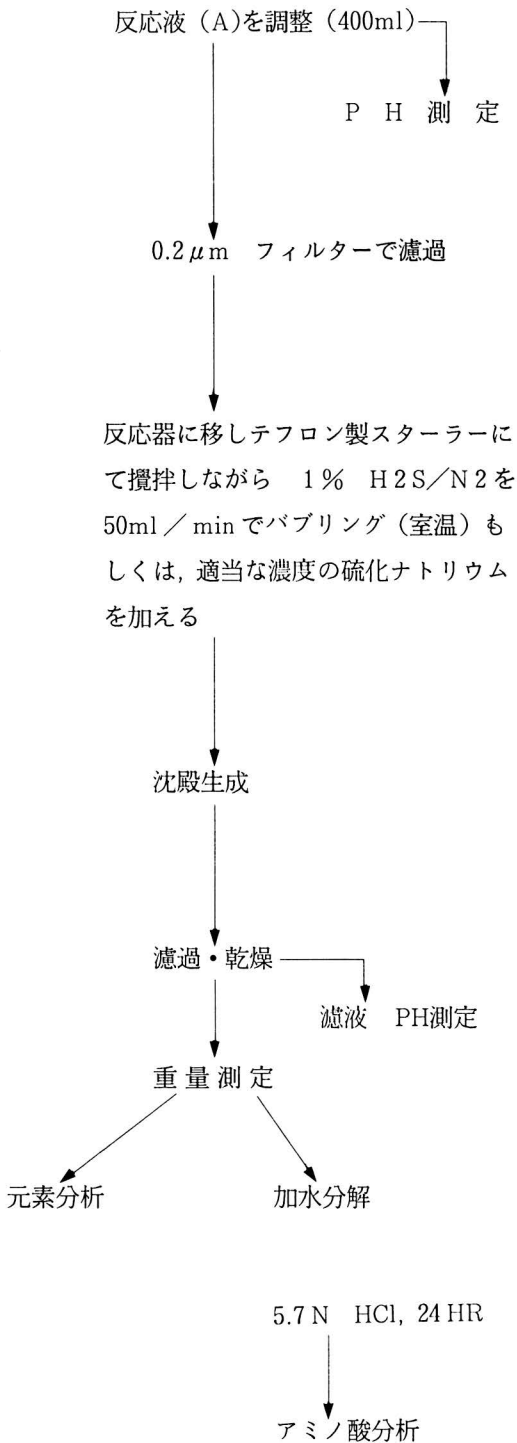 反応液（A）を調整（400ml）
P H 測 定
0.2μm　フィルターで濾過
反応器に移しテフロン製スターラーに
て攪拌しながら　1％　H2S／N2を
50ml／minでバブリング（室温）も
しくは, 適当な濃度の硫化ナトリウム
を加える
沈殿生成
濾過・乾燥
濾液　PH測定
重 量 測 定
元素分析
加水分解
5.7N　HCl, 24HR
アミノ酸分析